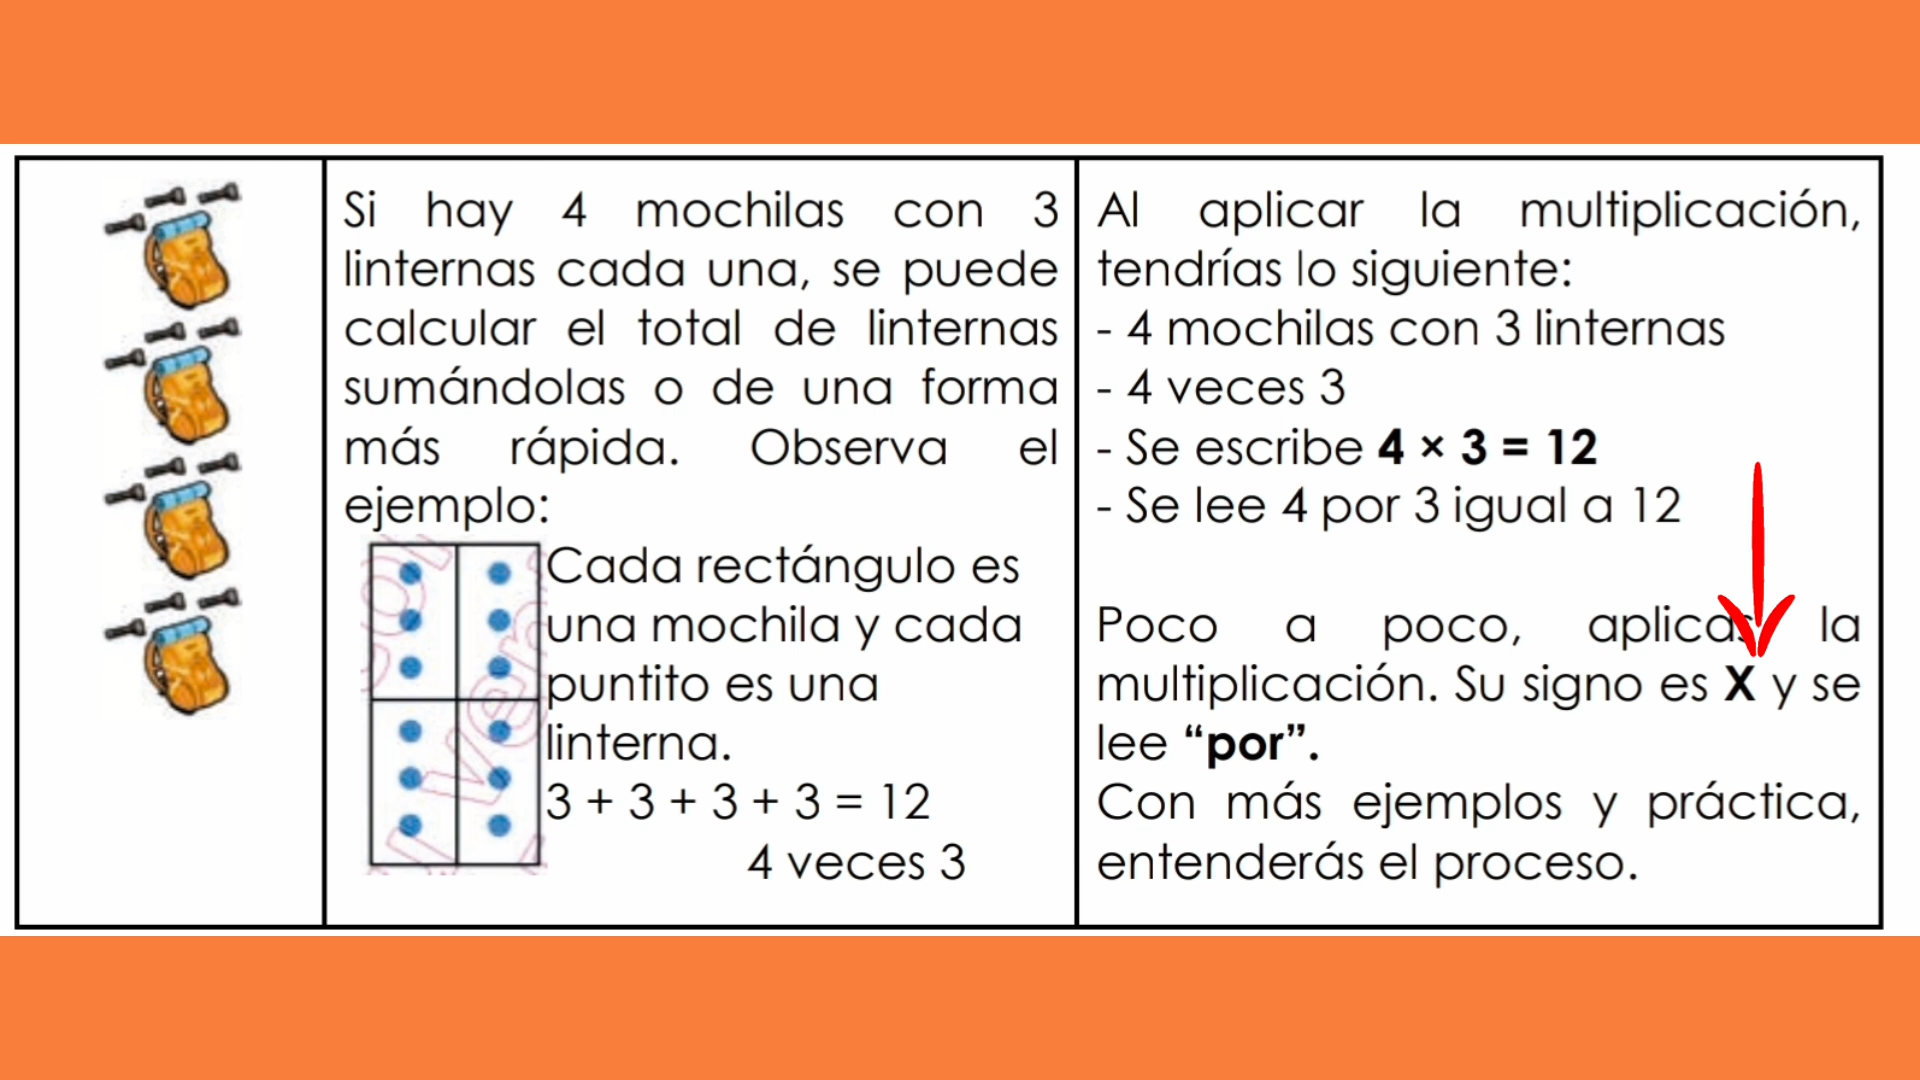 Si hay 4 mochilas con 3
linternas cada una, se puede
calcular el total de linternas
sumándolas o de una forma
más rápida. Observa el
ejemplo:
Cada rectángulo es
una mochila y cada
puntito es una
linterna.
3 + 3 + 3 + 3 = 12
4 veces 3
Al aplicar la multiplicación,
tendrías lo siguiente:
- 4 mochilas con 3 linternas
- 4 veces 3
- Se escribe 4 × 3 = 12
- Se lee 4 por 3 igual a 12
Poco a poco, aplicas la
multiplicación. Su signo es X y se
lee “por”.
Con más ejemplos y práctica,
entenderás el proceso.